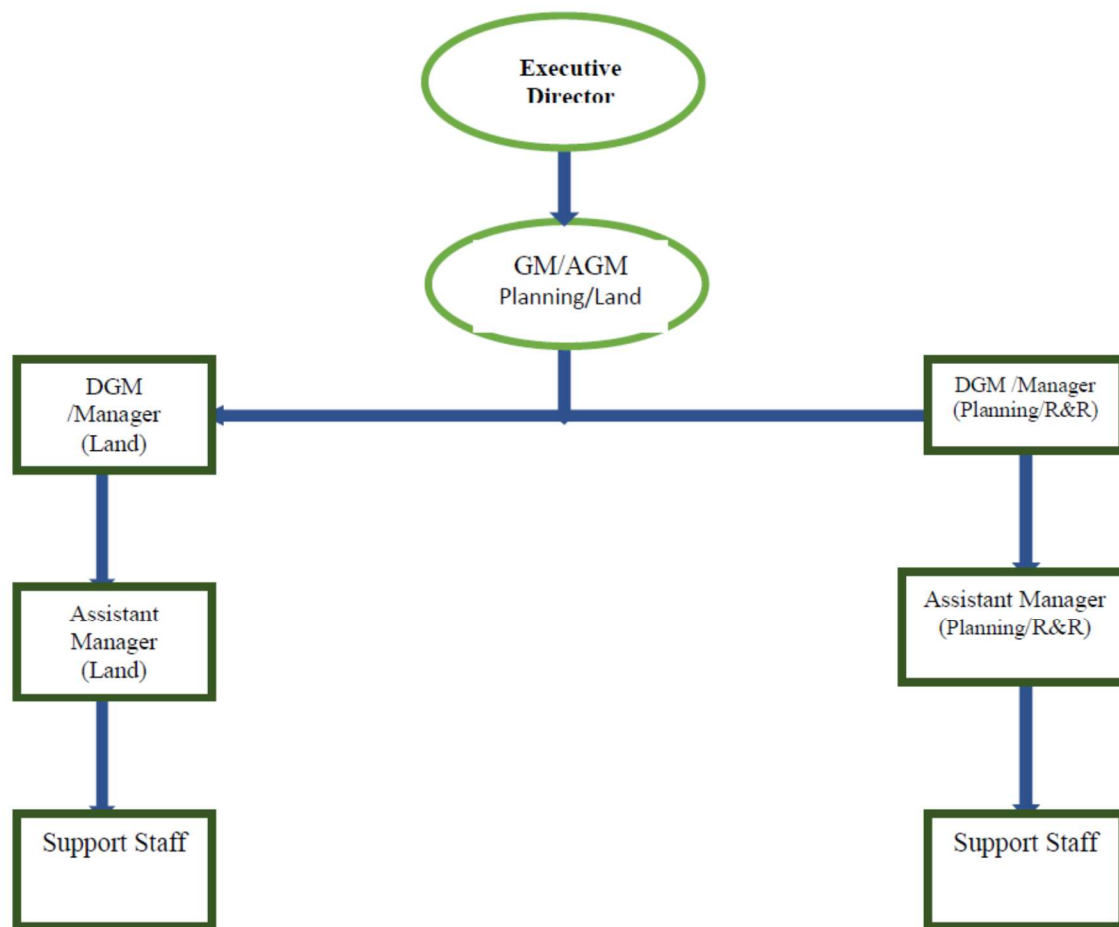 Executive
Director
GM/AGM
Planning/Land
DGM
/Manager
(Land)
DGM /Manager
(Planning/R&R)
Assistant
Manager
(Land)
Assistant Manager
(Planning/R&R)
Support Staff
Support Staff